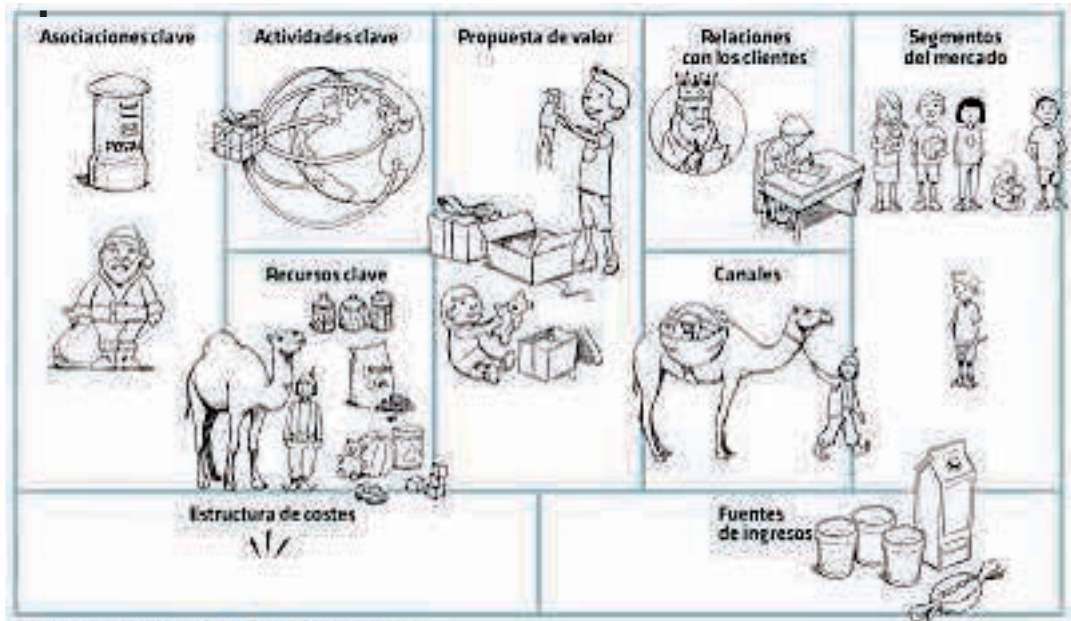 Asociaciones clave
Actividades clave
Propuesta de valor
Relaciones
con los clientes
Segmentos
del mercado
Recursos clave
Canales
Estructura de costes
Fuentes
de ingresos